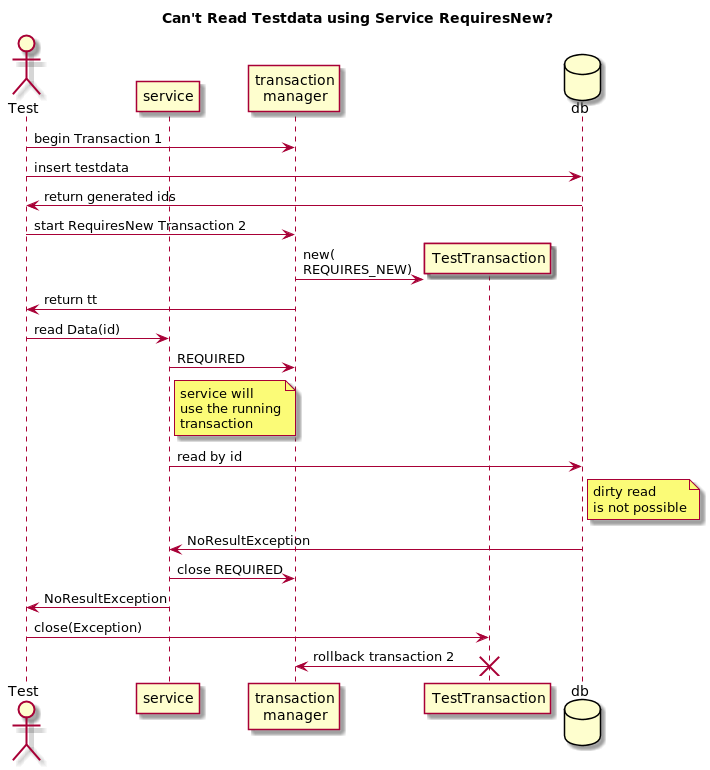 Can't Read Testdata using Service RequiresNew?
Test
service
transaction
manager
db
begin Transaction 1
insert testdata
return generated ids
start RequiresNew Transaction 2
new(
REQUIRES_NEW)
TestTransaction
return tt
read Data(id)
REQUIRED
service will
use the running
transaction
read by id
dirty read
is not possible
NoResultException
close REQUIRED
NoResultException
close(Exception)
rollback transaction 2
Test
service
transaction
manager
TestTransaction
db